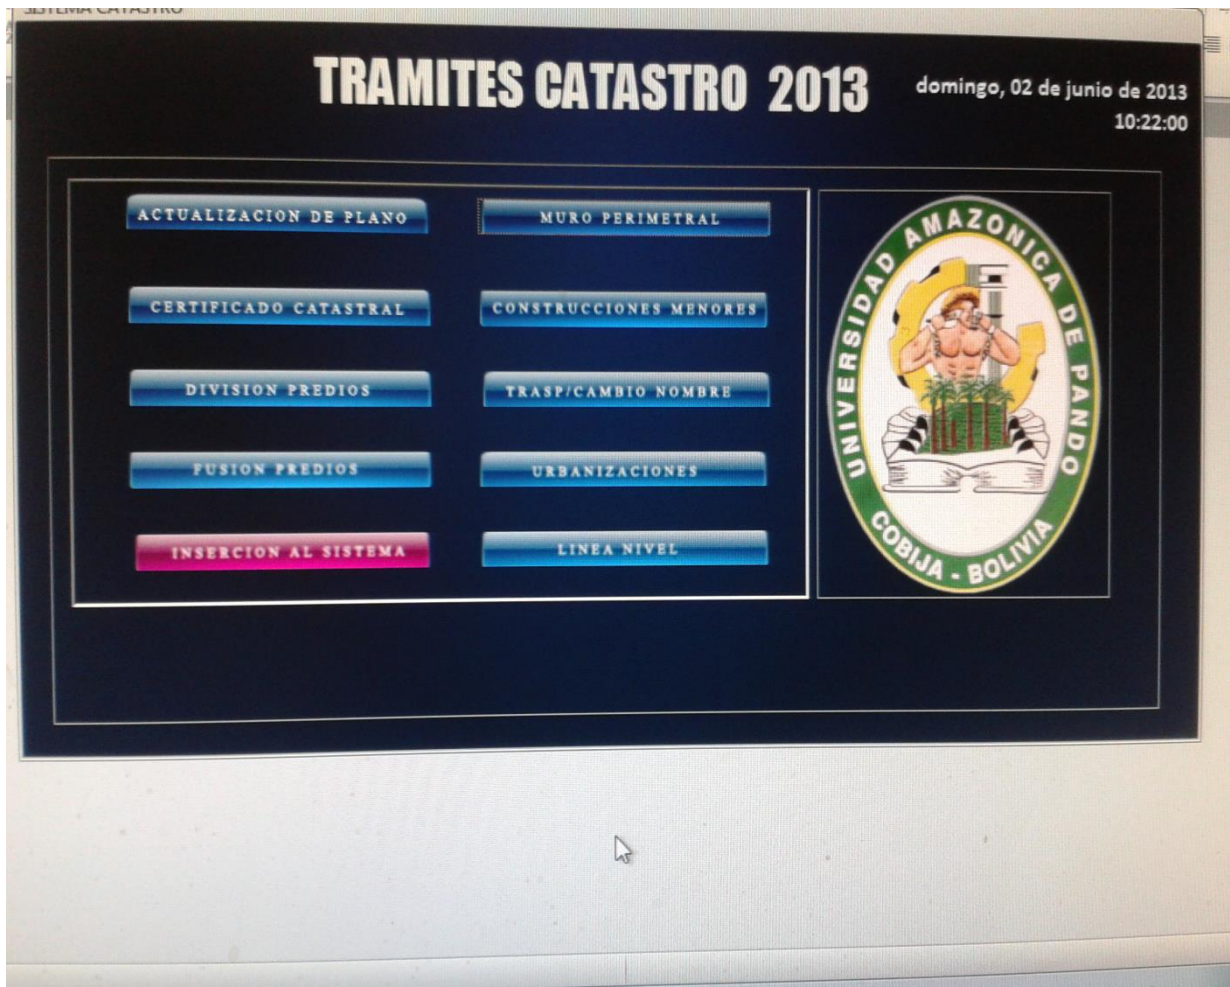 SISTEMA CATASTRO
TRAMITES CATASTRO 2013
domingo, 02 de junio de 2013
10:22:00
ACTUALIZACION DE PLANO
MURO PERIMETRAL
CERTIFICADO CATASTRAL
CONSTRUCCIONES MENORES
DIVISION PREDIOS
TRASP/CAMBIO NOMBRE
FUSION PREDIOS
URBANIZACIONES
INSERCION AL SISTEMA
LINEA NIVEL
UNIVERSIDAD AMAZONICA DE PANDO
COBIJA - BOLIVIA